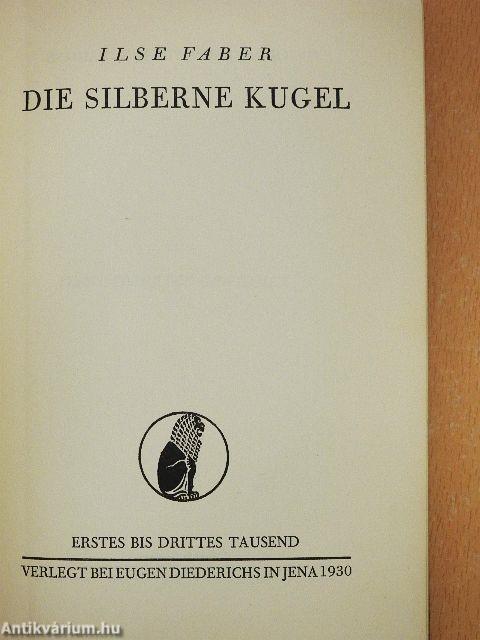 ILSE FABER
DIE SILBERNE KUGEL
ERSTES BIS DRITTES TAUSEND
VERLEGT BEI EUGEN DIEDERICHS IN JENA 1930
Antikvárium.hu